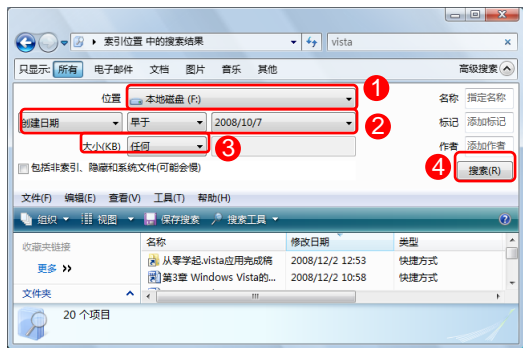 索引位置 中的搜索结果 vista
只显示: 所有 电子邮件 文档 图片 音乐 其他 高级搜索
位置 本地磁盘 (F:) 1 名称 指定名称
创建日期 早于 2008/10/7 2 标记 添加标记
大小(KB) 任何 3 作者 添加作者
包括非索引、隐藏和系统文件(可能会慢) 4 搜索(R)
文件(F) 编辑(E) 查看(V) 工具(T) 帮助(H)
组织 视图 保存搜索 搜索工具
收藏夹链接 名称 修改日期 类型
更多 >> 从零学起.vista应用完成稿 2008/12/2 12:53 快捷方式
第3章 Windows Vista的... 2008/12/2 10:58 快捷方式
文件夹
20 个项目